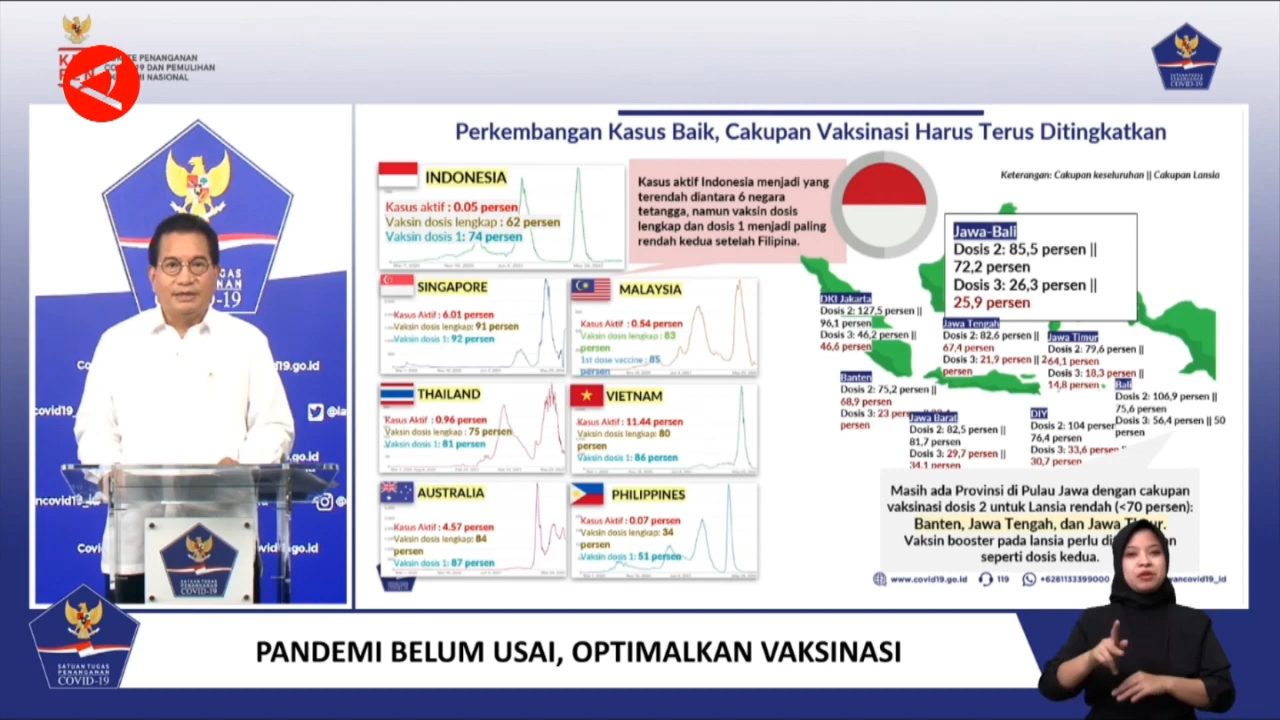 TE PENANGANAN
19 DAN PEMULIHAN
NASIONAL
SATUAN TUGAS
PENANGANAN
COVID-19
Perkembangan Kasus Baik, Cakupan Vaksinasi Harus Terus Ditingkatkan
Keterangan: Cakupan keseluruhan || Cakupan Lansia
INDONESIA
Kasus aktif : 0.05 persen
Vaksin dosis lengkap : 62 persen
Vaksin dosis 1: 74 persen
Kasus aktif Indonesia menjadi yang
terendah diantara 6 negara
tetangga, namun vaksin dosis
lengkap dan dosis 1 menjadi paling
rendah kedua setelah Filipina.
SINGAPORE
Kasus Aktif : 6.01 persen
Vaksin dosis lengkap: 91 persen
Vaksin dosis 1: 92 persen
MALAYSIA
Kasus Aktif : 0.54 persen
Vaksin dosis lengkap : 83
persen
1st dose vaccine : 85
persen
THAILAND
Kasus Aktif : 0.96 persen
Vaksin dosis lengkap : 75 persen
Vaksin dosis 1: 81 persen
VIETNAM
Kasus Aktif : 11.44 persen
Vaksin dosis lengkap: 80
persen
Vaksin dosis 1: 86 persen
AUSTRALIA
Kasus Aktif : 4.57 persen
Vaksin dosis lengkap: 84
persen
Vaksin dosis 1: 87 persen
PHILIPPINES
Kasus Aktif : 0.07 persen
Vaksin dosis lengkap: 34
persen
Vaksin dosis 1: 51 persen
Jawa-Bali
Dosis 2: 85,5 persen ||
72,2 persen
Dosis 3: 26,3 persen ||
25,9 persen
DKI Jakarta
Dosis 2: 127,5 persen ||
96,1 persen
Dosis 3: 46,2 persen ||
46,6 persen
Jawa Tengah
Dosis 2: 82,6 persen ||
67,4 persen
Dosis 3: 21,9 persen ||
persen
Jawa Timur
Dosis 2: 79,6 persen ||
64,1 persen
Dosis 3: 18,3 persen ||
14,8 persen
Banten
Dosis 2: 75,2 persen ||
68,9 persen
Dosis 3: 23
persen
Jawa Barat
Dosis 2: 82,5 persen ||
81,7 persen
Dosis 3: 29,7 persen ||
34,1 persen
DIY
Dosis 2: 104 persen
76,4 persen
Dosis 3: 33,6 persen
30,7 persen
Bali
Dosis 2: 106,9 persen ||
75,6 persen
Dosis 3: 56,4 persen || 50
persen
Masih ada Provinsi di Pulau Jawa dengan cakupan
vaksinasi dosis 2 untuk Lansia rendah (<70 persen):
Banten, Jawa Tengah, dan Jawa
Vaksin booster pada lansia perlu
seperti dosis kedua.
www.covid19.go.id 119 +6281133399000 vancovid19_id
PANDEMI BELUM USAI, OPTIMALKAN VAKSINASI
SATUAN TUGAS
PENANGANAN
COVID-19